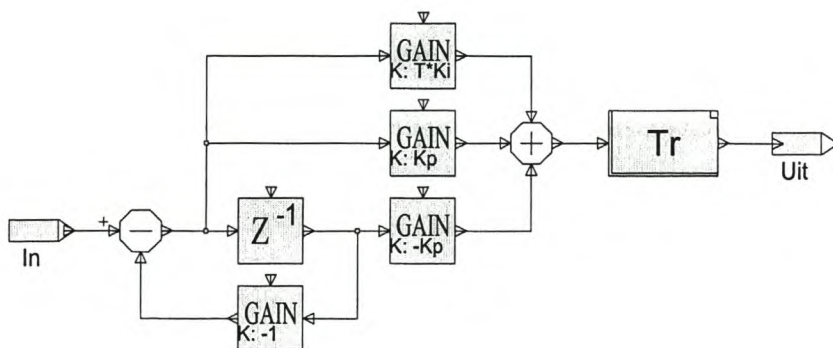 GAIN
K: T*Ki
GAIN
K: Kp
+
Tr
Uit
In
+
−
Z -1
GAIN
K: -Kp
GAIN
K: -1